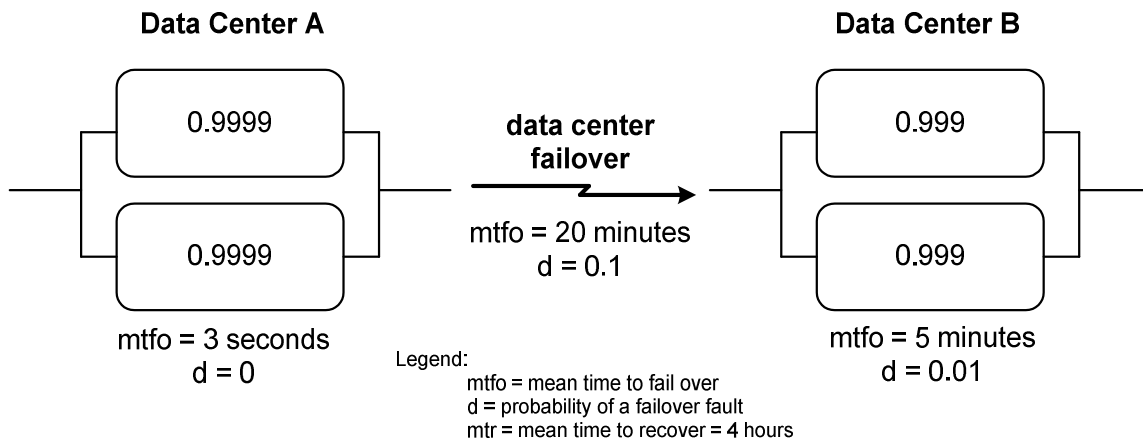 Data Center A
0.9999
0.9999
mtfo = 3 seconds
d = 0
data center
failover
mtfo = 20 minutes
d = 0.1
Data Center B
0.999
0.999
mtfo = 5 minutes
d = 0.01
Legend:
mtfo = mean time to fail over
d = probability of a failover fault
mtr = mean time to recover = 4 hours